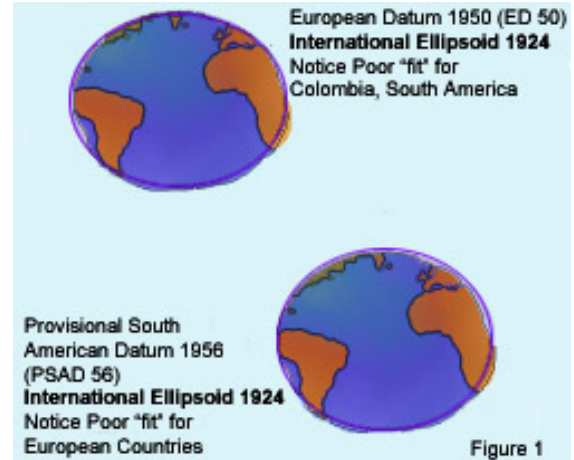 European Datum 1950 (ED 50)
International Ellipsoid 1924
Notice Poor "fit" for
Colombia, South America
Provisional South
American Datum 1956
(PSAD 56)
International Ellipsoid 1924
Notice Poor "fit" for
European Countries
Figure 1